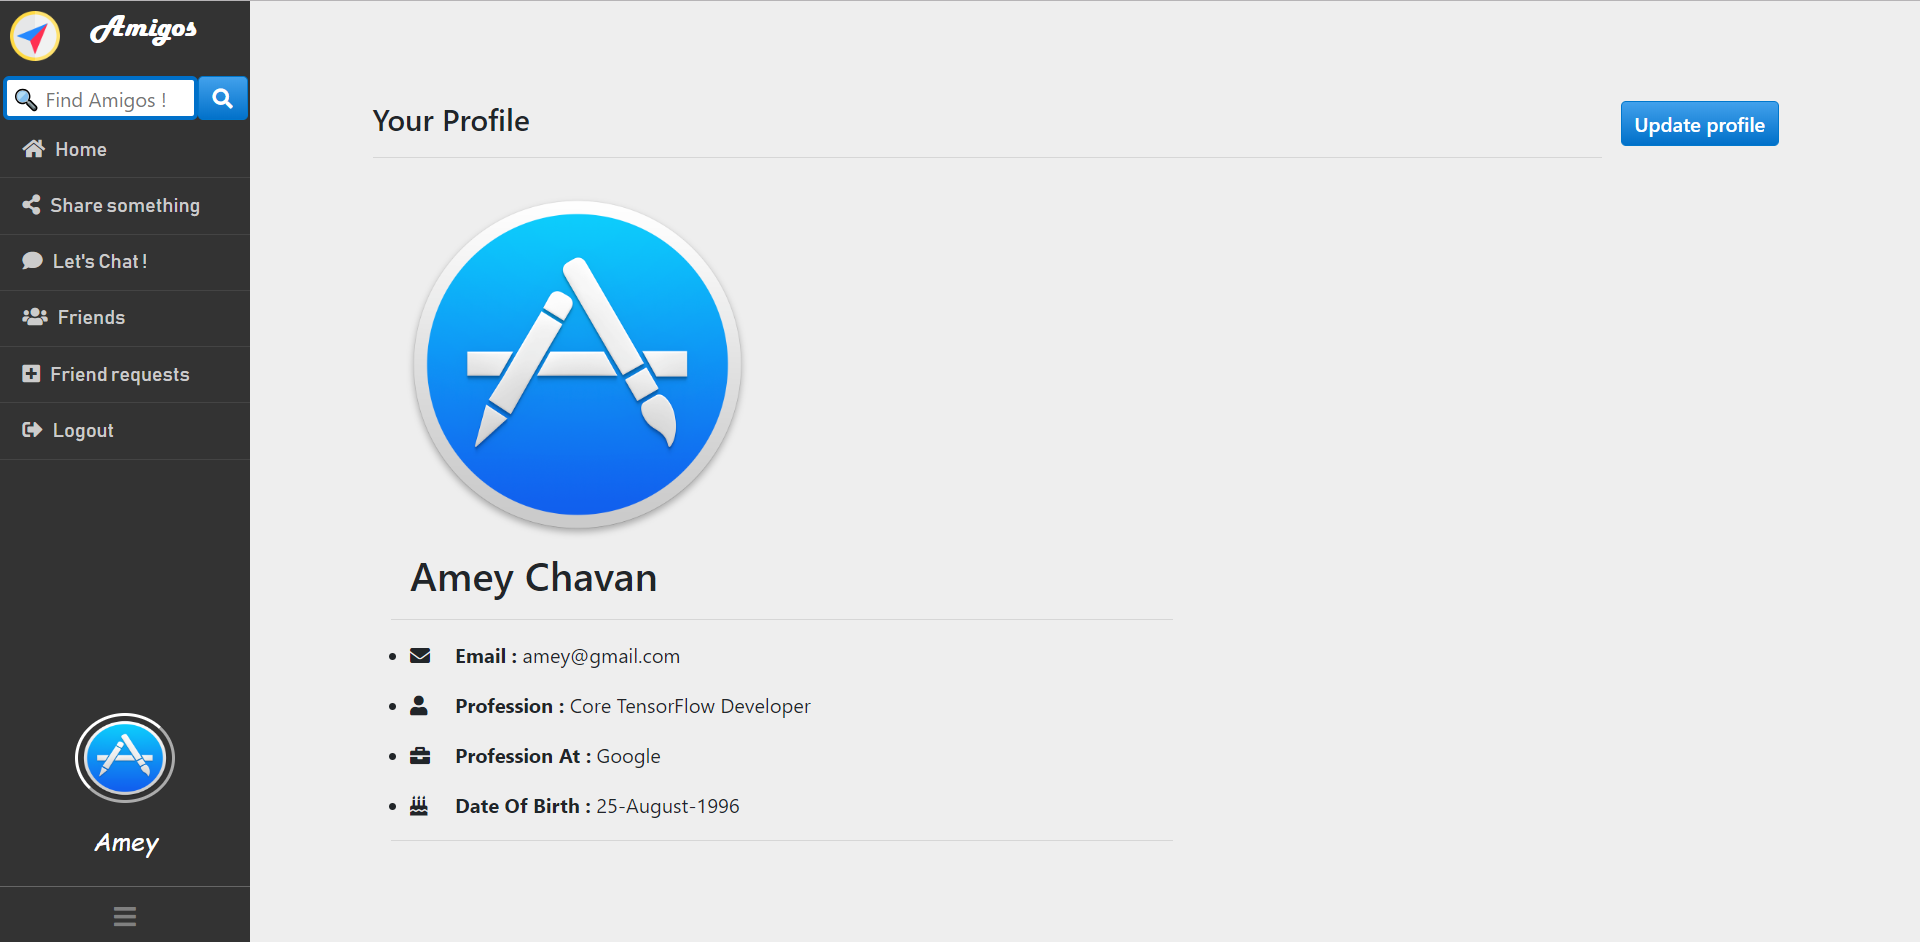 Amigos
Find Amigos !
Home
Share something
Let's Chat !
Friends
Friend requests
Logout
Amey
Your Profile
Update profile
Amey Chavan
Email : amey@gmail.com
Profession : Core TensorFlow Developer
Profession At : Google
Date Of Birth : 25-August-1996